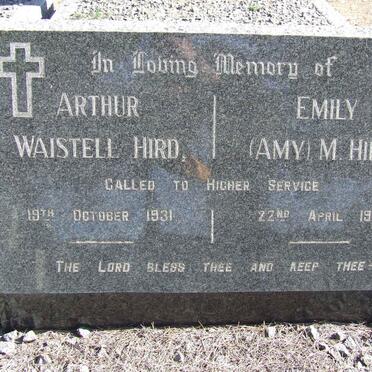 In Loving Memory of
ARTHUR EMILY
WAISTELL HIRD. (AMY) M. HI
CALLED TO HIGHER SERVICE
19TH OCTOBER 1931 22ND APRIL 19
THE LORD BLESS THEE AND KEEP THEE